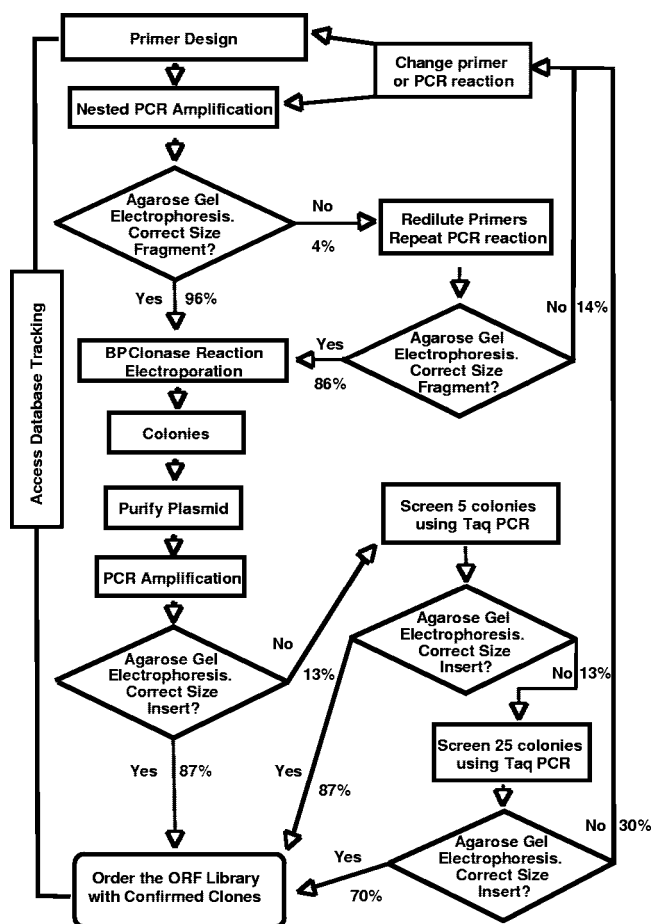 Primer Design
Change primer
or PCR reaction
Nested PCR Amplification
Agarose Gel
Electrophoresis.
Correct Size
Fragment?
No
4%
Redilute Primers
Repeat PCR reaction
Yes 96%
No 14%
Agarose Gel
Electrophoresis.
Correct Size
Fragment?
Yes
86%
BPClonase Reaction
Electroporation
Access Database Tracking
Colonies
Purify Plasmid
PCR Amplification
Agarose Gel
Electrophoresis.
Correct Size
Insert?
No
13%
Screen 5 colonies
using Taq PCR
Agarose Gel
Electrophoresis.
Correct Size
Insert?
No 13%
Yes 87%
Yes
87%
Screen 25 colonies
using Taq PCR
Agarose Gel
Electrophoresis.
Correct Size
Insert?
No 30%
Yes
70%
Order the ORF Library
with Confirmed Clones